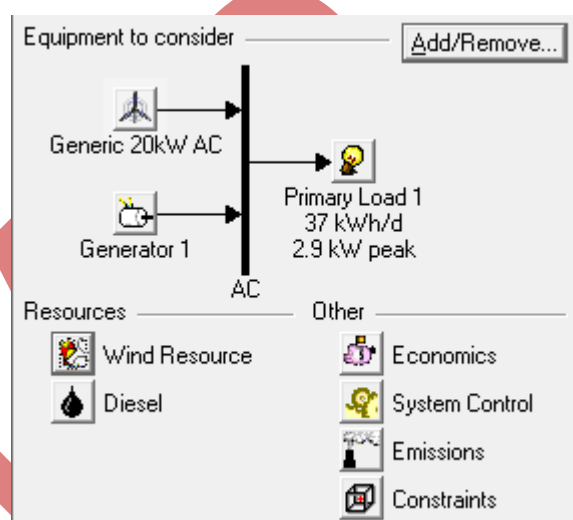 Equipment to consider
Add/Remove...
Generic 20kW AC
Primary Load 1
37 kWh/d
2.9 kW peak
Generator 1
AC
Resources
Other
Wind Resource
Economics
Diesel
System Control
Emissions
Constraints